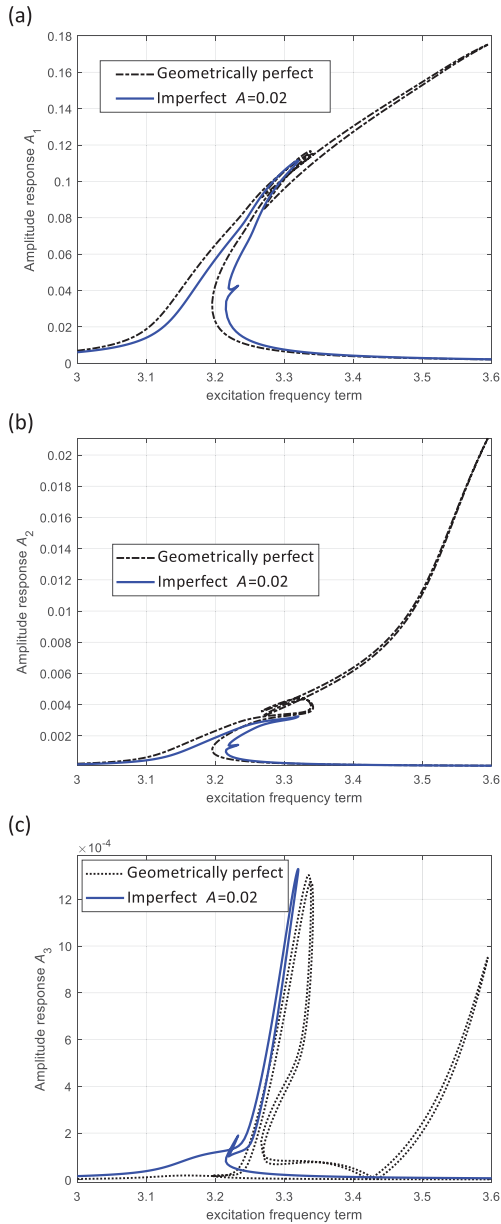 (a)
0.18
0.16
0.14
0.12
0.1
0.08
0.06
0.04
0.02
0
Amplitude response A1
Geometrically perfect
Imperfect A=0.02
3 3.1 3.2 3.3 3.4 3.5 3.6
excitation frequency term
(b)
0.02
0.018
0.016
0.014
0.012
0.01
0.008
0.006
0.004
0.002
Amplitude response A2
Geometrically perfect
Imperfect A=0.02
3 3.1 3.2 3.3 3.4 3.5 3.6
excitation frequency term
(c)
×10-4
12
10
8
6
4
2
0
Amplitude response A3
Geometrically perfect
Imperfect A=0.02
3 3.1 3.2 3.3 3.4 3.5 3.6
excitation frequency term